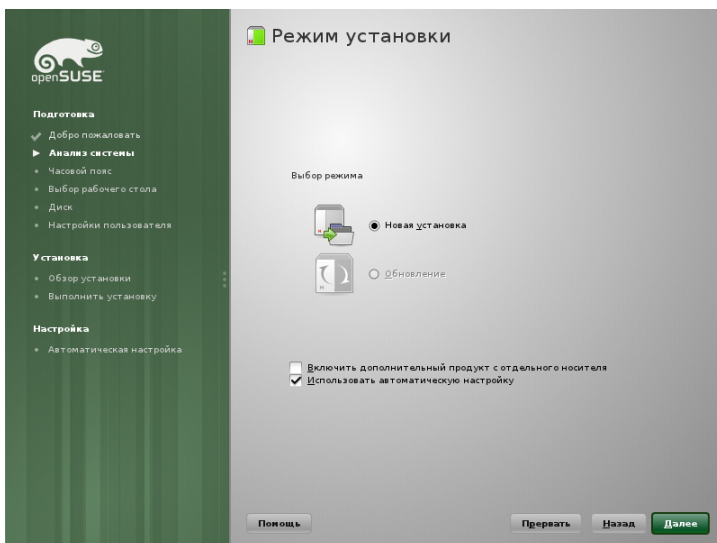 openSUSE
Подготовка
Добро пожаловать
Анализ системы
Часовой пояс
Выбор рабочего стола
Диск
Настройки пользователя
Установка
Обзор установки
Выполнить установку
Настройка
Автоматическая настройка
Режим установки
Выбор режима
Новая установка
Обновление
Включить дополнительный продукт с отдельного носителя
Использовать автоматическую настройку
Помощь
Прервать
Назад
Далее